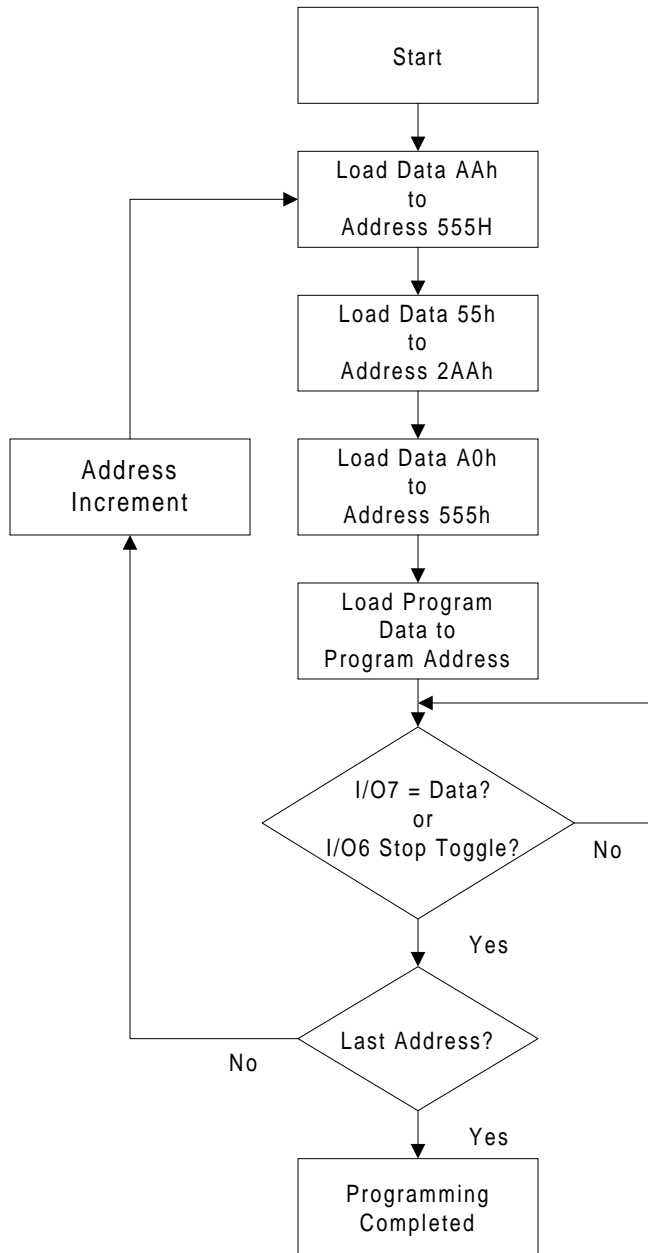 Start
Load Data AAh
to
Address 555H
Load Data 55h
to
Address 2AAh
Address
Increment
Load Data A0h
to
Address 555h
Load Program
Data to
Program Address
I/O7 = Data?
or
I/O6 Stop Toggle?
No
Yes
Last Address?
No
Yes
Programming
Completed